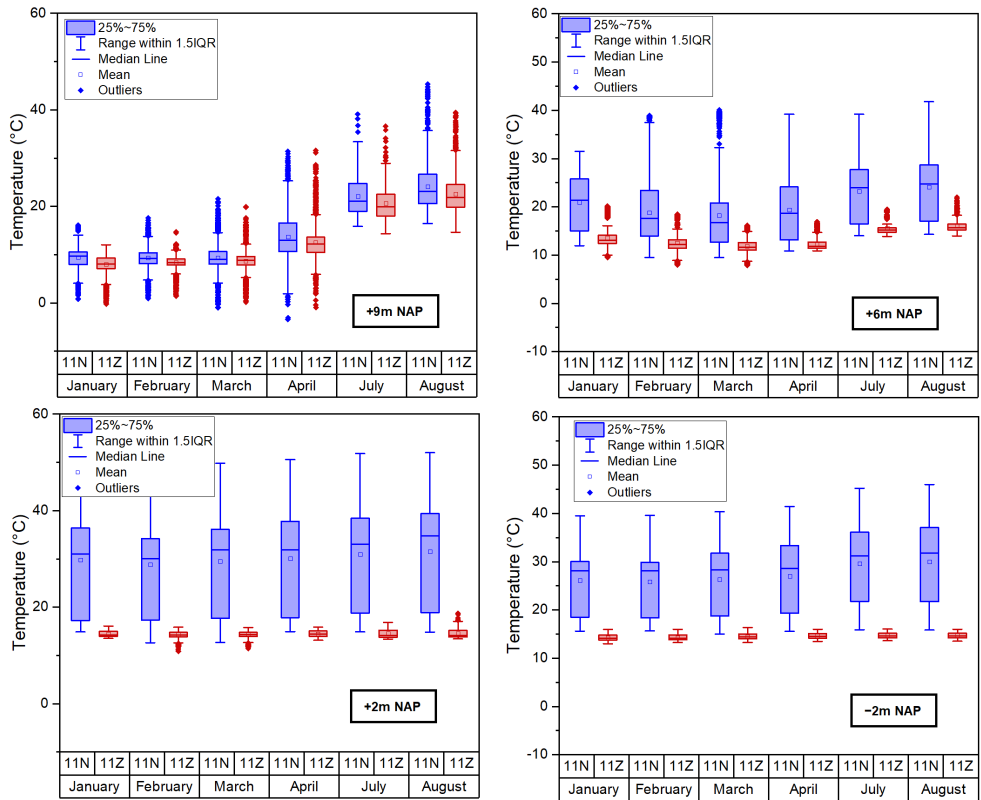 60
40
20
0
Temperature (°C)
25%~75%
Range within 1.5IQR
Median Line
Mean
Outliers
+9m NAP
11N 11Z 11N 11Z 11N 11Z 11N 11Z 11N 11Z 11N 11Z
January February March April July August
60
50
40
30
20
10
0
-10
Temperature (°C)
25%~75%
Range within 1.5IQR
Median Line
Mean
Outliers
+6m NAP
11N 11Z 11N 11Z 11N 11Z 11N 11Z 11N 11Z 11N 11Z
January February March April July August
60
40
20
0
Temperature (°C)
25%~75%
Range within 1.5IQR
Median Line
Mean
Outliers
+2m NAP
11N 11Z 11N 11Z 11N 11Z 11N 11Z 11N 11Z 11N 11Z
January February March April July August
60
50
40
30
20
10
0
-10
Temperature (°C)
25%~75%
Range within 1.5IQR
Median Line
Mean
Outliers
−2m NAP
11N 11Z 11N 11Z 11N 11Z 11N 11Z 11N 11Z 11N 11Z
January February March April July August